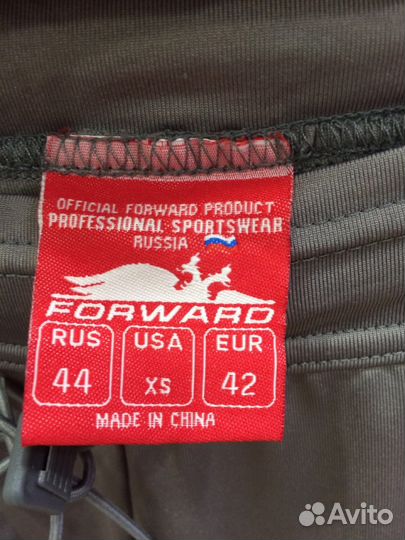 OFFICIAL FORWARD PRODUCT
PROFESSIONAL SPORTSWEAR
RUSSIA
FORWARD
RUS USA EUR
44 XS 42
MADE IN CHINA
Avito